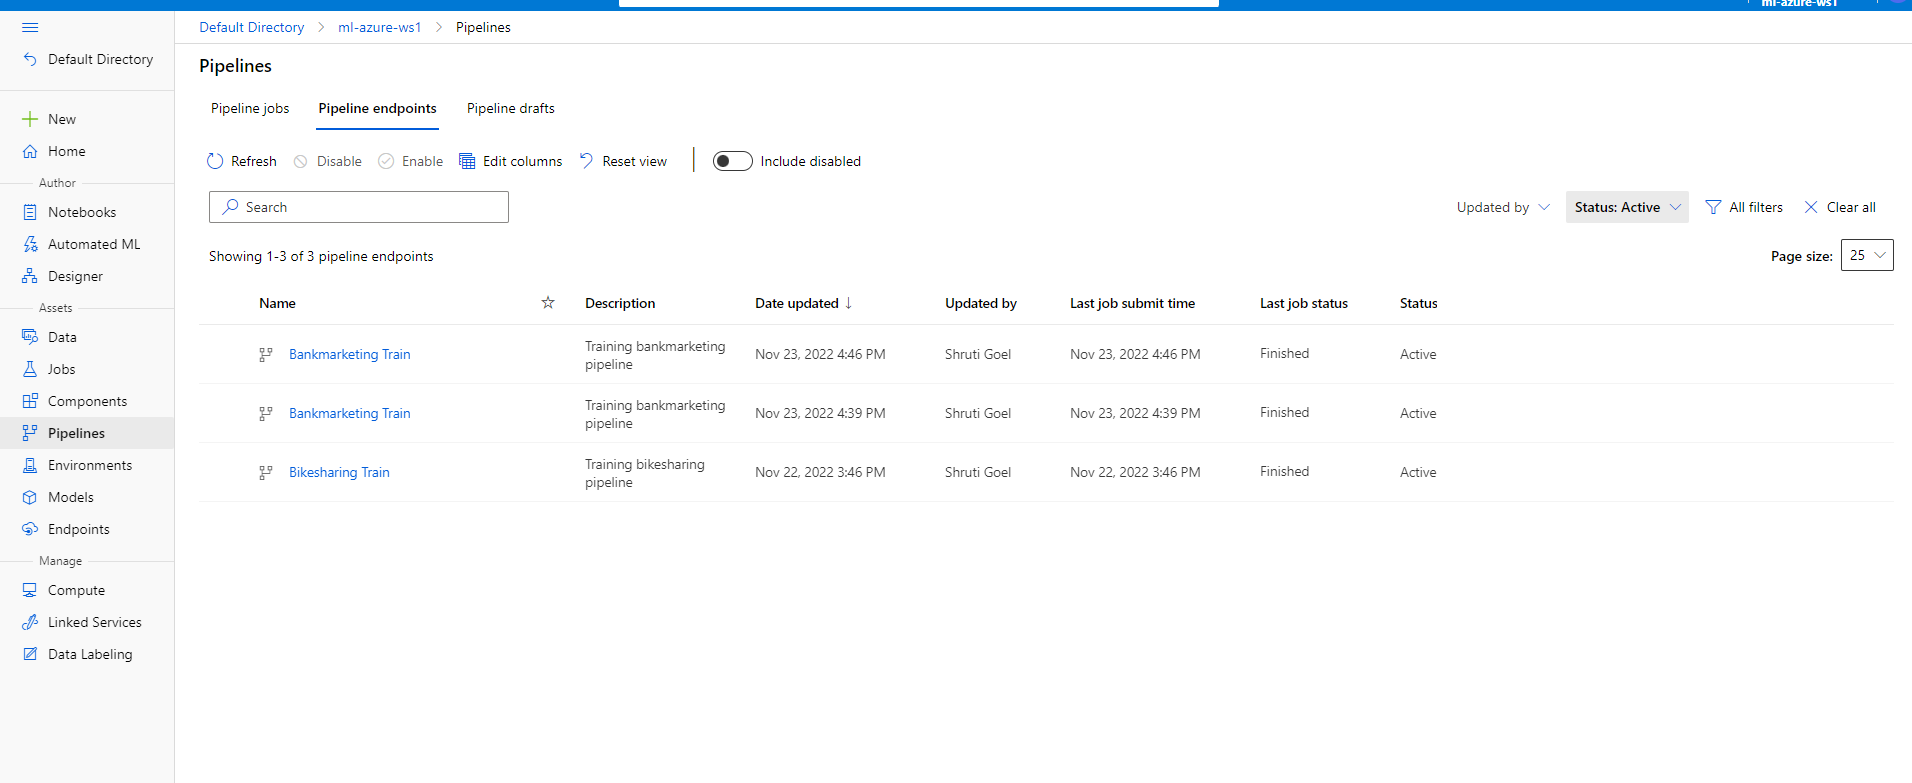 ml-azure-ws1
Default Directory > ml-azure-ws1 > Pipelines
Default Directory
New
Home
Author
Notebooks
Automated ML
Designer
Assets
Data
Jobs
Components
Pipelines
Environments
Models
Endpoints
Manage
Compute
Linked Services
Data Labeling
Pipelines
Pipeline jobs Pipeline endpoints Pipeline drafts
Refresh Disable Enable Edit columns Reset view Include disabled
Search Updated by Status: Active All filters Clear all
Showing 1-3 of 3 pipeline endpoints Page size: 25
Name Description Date updated ↓ Updated by Last job submit time Last job status Status
Bankmarketing Train Training bankmarketing Nov 23, 2022 4:46 PM Shruti Goel Nov 23, 2022 4:46 PM Finished Active
pipeline
Bankmarketing Train Training bankmarketing Nov 23, 2022 4:39 PM Shruti Goel Nov 23, 2022 4:39 PM Finished Active
pipeline
Bikesharing Train Training bikesharing Nov 22, 2022 3:46 PM Shruti Goel Nov 22, 2022 3:46 PM Finished Active
pipeline